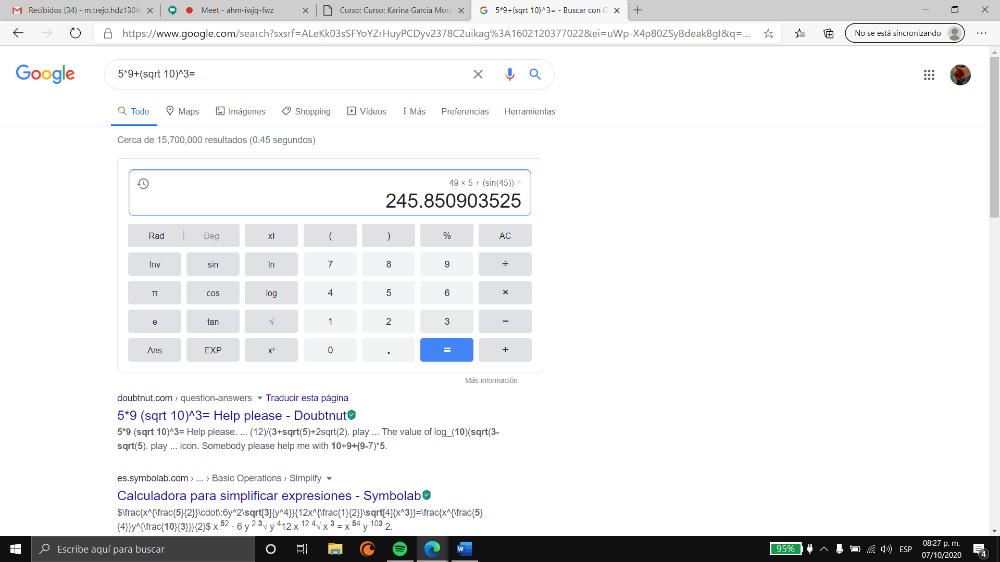 Recibidos (34) - m.trejo.hdz1304
Meet - ahm-iwjq-fwz
Curso: Curso: Karina Garcia Mora
5*9+(sqrt 10)^3= - Buscar con G
https://www.google.com/search?sxsrf=ALeKk03sSFYoYZrHuyPCDyv2378C2uikag%3A1602120377022&ei=uWp-X4p80ZSyBdeak8gI&q=...
No se está sincronizando
Google
5*9+(sqrt 10)^3=
Todo
Maps
Imágenes
Shopping
Vídeos
Más
Preferencias
Herramientas
Cerca de 15,700,000 resultados (0.45 segundos)
49 × 5 + (sin(45)) =
245.850903525
Rad | Deg x! ( ) % AC
Inv sin ln 7 8 9 ÷
π cos log 4 5 6 ×
e tan √ 1 2 3 −
Ans EXP xʸ 0 . = +
Más información
doubtnut.com › question-answers Traducir esta página
5*9 (sqrt 10)^3= Help please - Doubtnut
5*9 (sqrt 10)^3= Help please. ... (12)/(3+sqrt(5)+2sqrt(2). play ... The value of log_(10)(sqrt(3-
sqrt(5). play ... icon. Somebody please help me with 10+9÷(9-7)*5.
es.symbolab.com › ... › Basic Operations › Simplify
Calculadora para simplificar expresiones - Symbolab
$\frac{x^{\frac{5}{2}}\cdot\:6y^2\sqrt[3]{y^4}}{12x^{\frac{1}{2}}\sqrt[4]{x^3}}=\frac{x^{\frac{5}
{4}}y^{\frac{10}{3}}}{2}$ x 52 · 6 y 2 3√ y 412 x 12 4√ x 3 = x 54 y 103 2.
Escribe aquí para buscar
95%
ESP
08:27 p. m.
07/10/2020
4